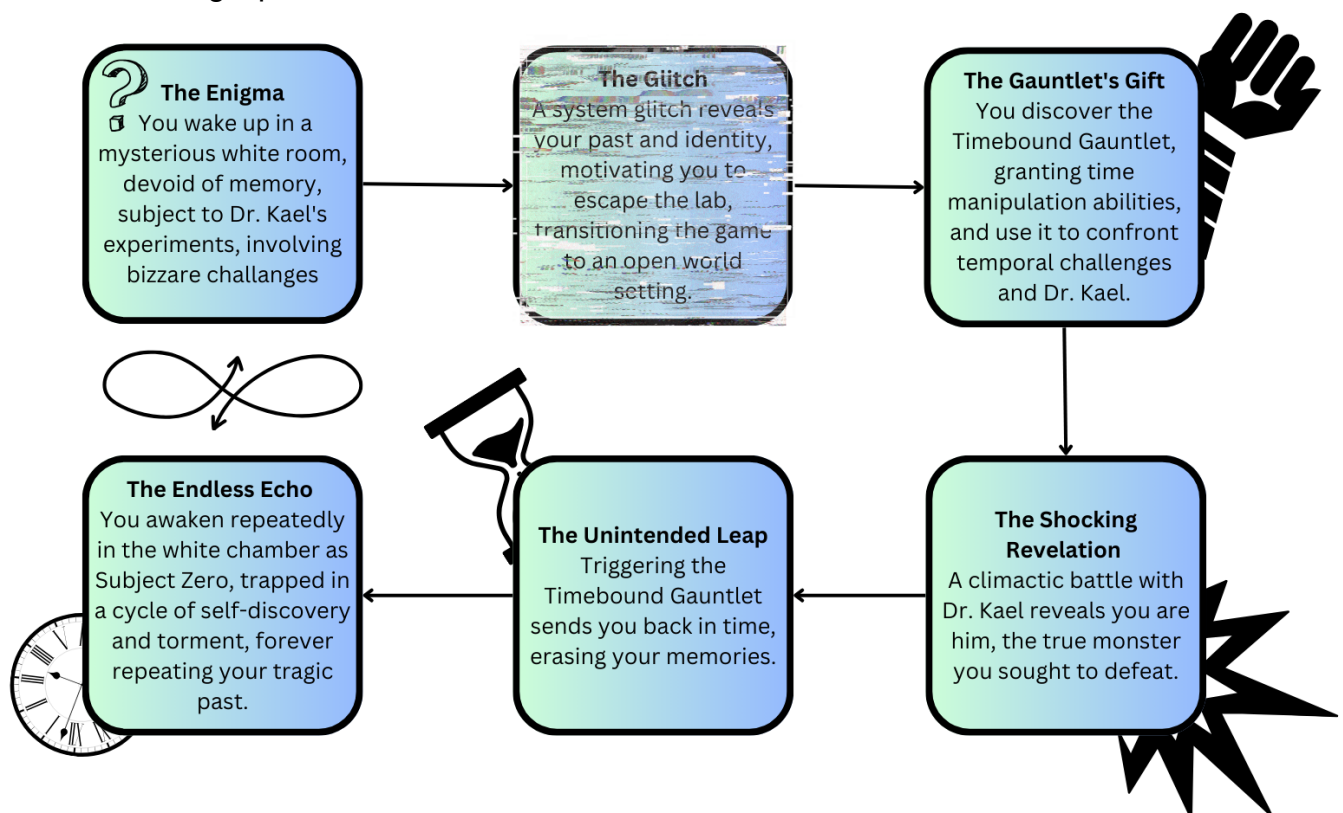 The Enigma
You wake up in a
mysterious white room,
devoid of memory,
subject to Dr. Kael's
experiments, involving
bizzare challanges
The Glitch
A system glitch reveals
your past and identity,
motivating you to
escape the lab,
transitioning the game
to an open world
setting.
The Gauntlet's Gift
You discover the
Timebound Gauntlet,
granting time
manipulation abilities,
and use it to confront
temporal challenges
and Dr. Kael.
The Shocking
Revelation
A climactic battle with
Dr. Kael reveals you are
him, the true monster
you sought to defeat.
The Unintended Leap
Triggering the
Timebound Gauntlet
sends you back in time,
erasing your memories.
The Endless Echo
You awaken repeatedly
in the white chamber as
Subject Zero, trapped in
a cycle of self-discovery
and torment, forever
repeating your tragic
past.